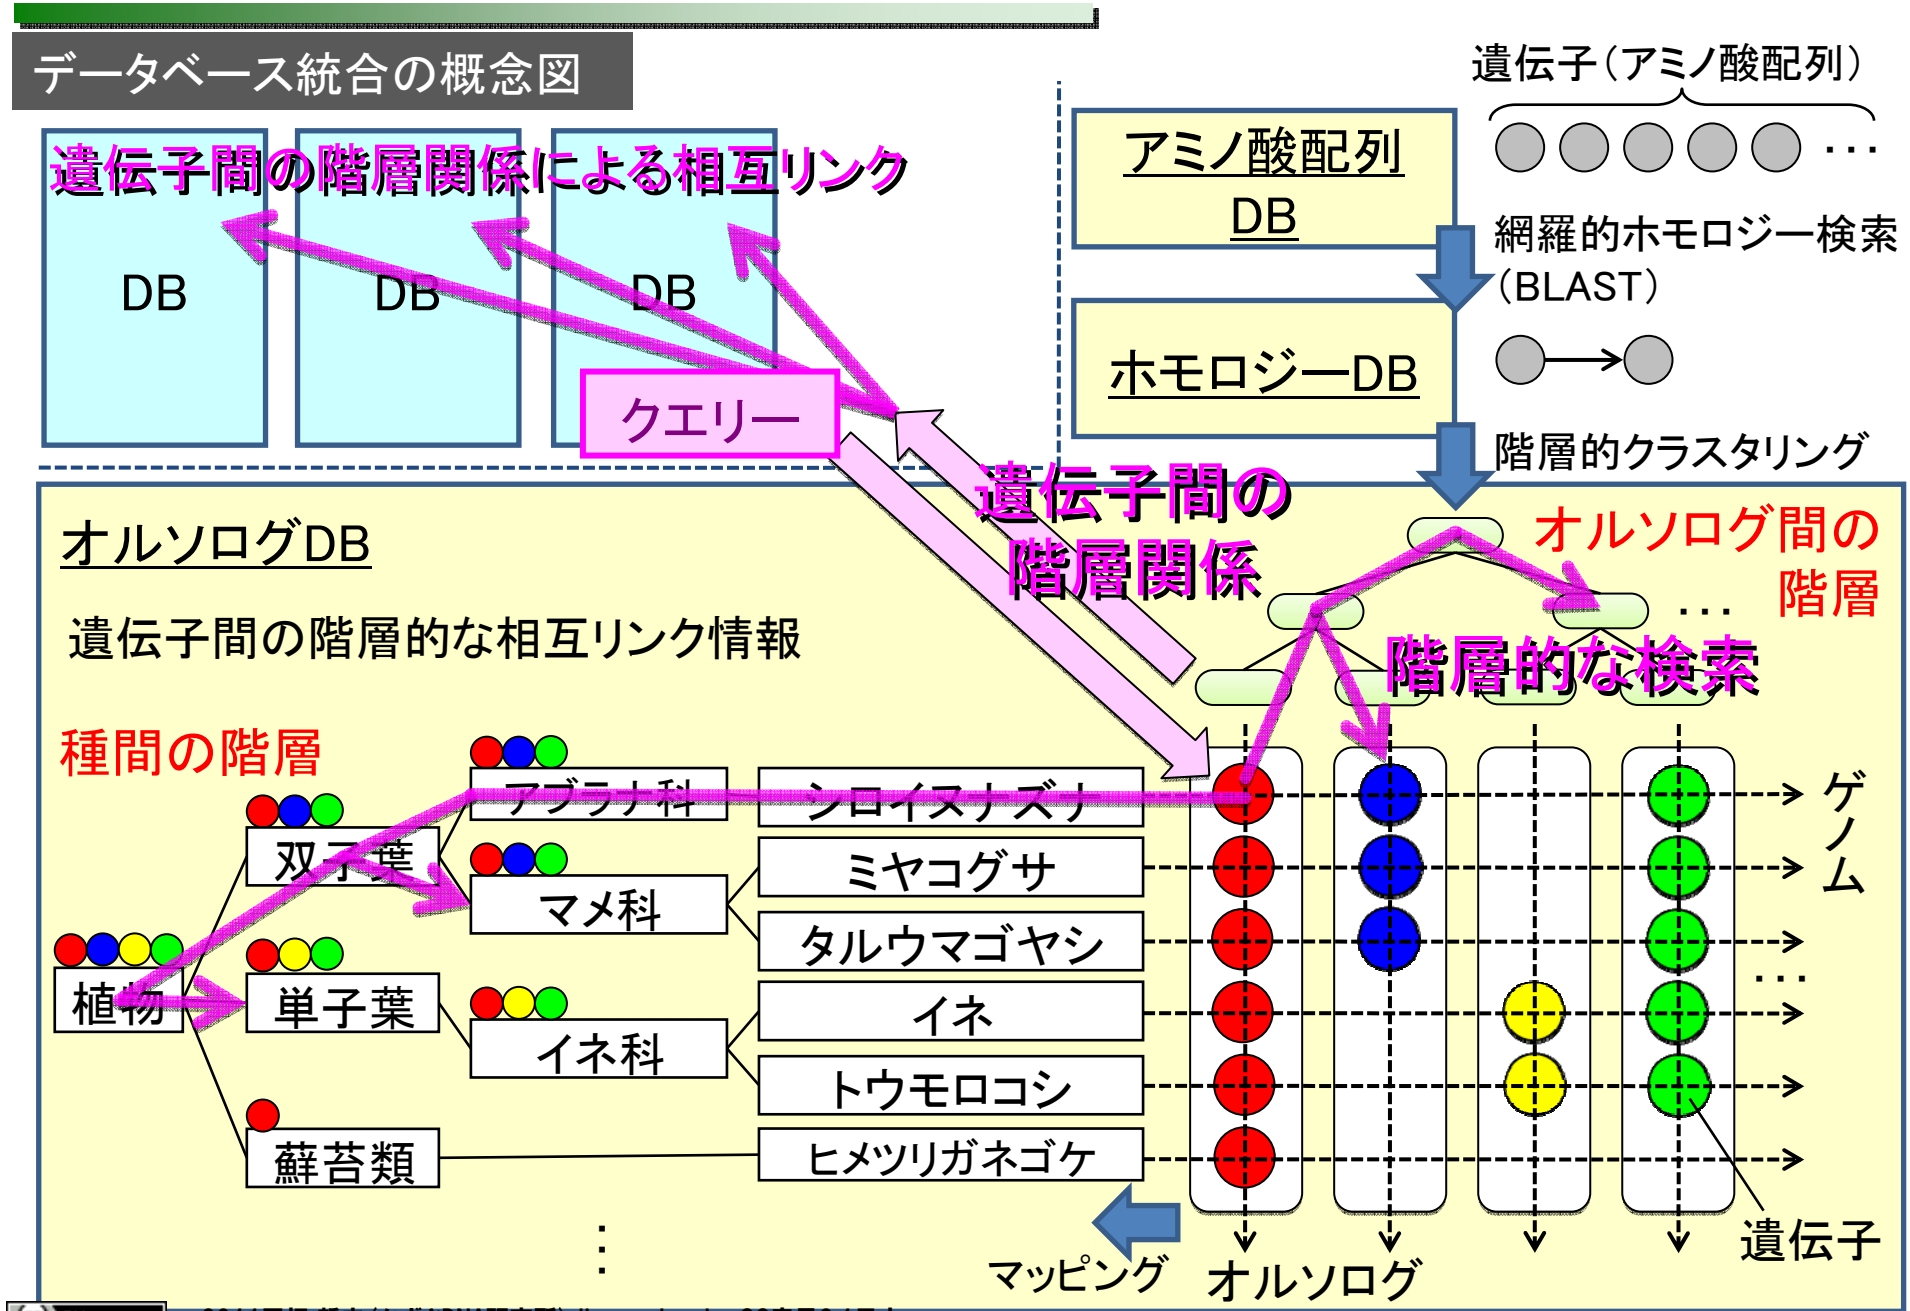 データベース統合の概念図
遺伝子間の階層関係による相互リンク
DB
DB
DB
クエリー
遺伝子（アミノ酸配列）
・・・
アミノ酸配列
DB
網羅的ホモロジー検索
（BLAST）
ホモロジーDB
階層的クラスタリング
遺伝子間の
階層関係
オルソログDB
遺伝子間の階層的な相互リンク情報
オルソログ間の
階層
・・・
階層的な検索
種間の階層
アブラナ科
シロイヌナズナ
双子葉
マメ科
ミヤコグサ
タルウマゴヤシ
植物
単子葉
イネ科
イネ
トウモロコシ
蘚苔類
ヒメツリガネゴケ
ゲノム
・・・
・・・
マッピング
オルソログ
遺伝子